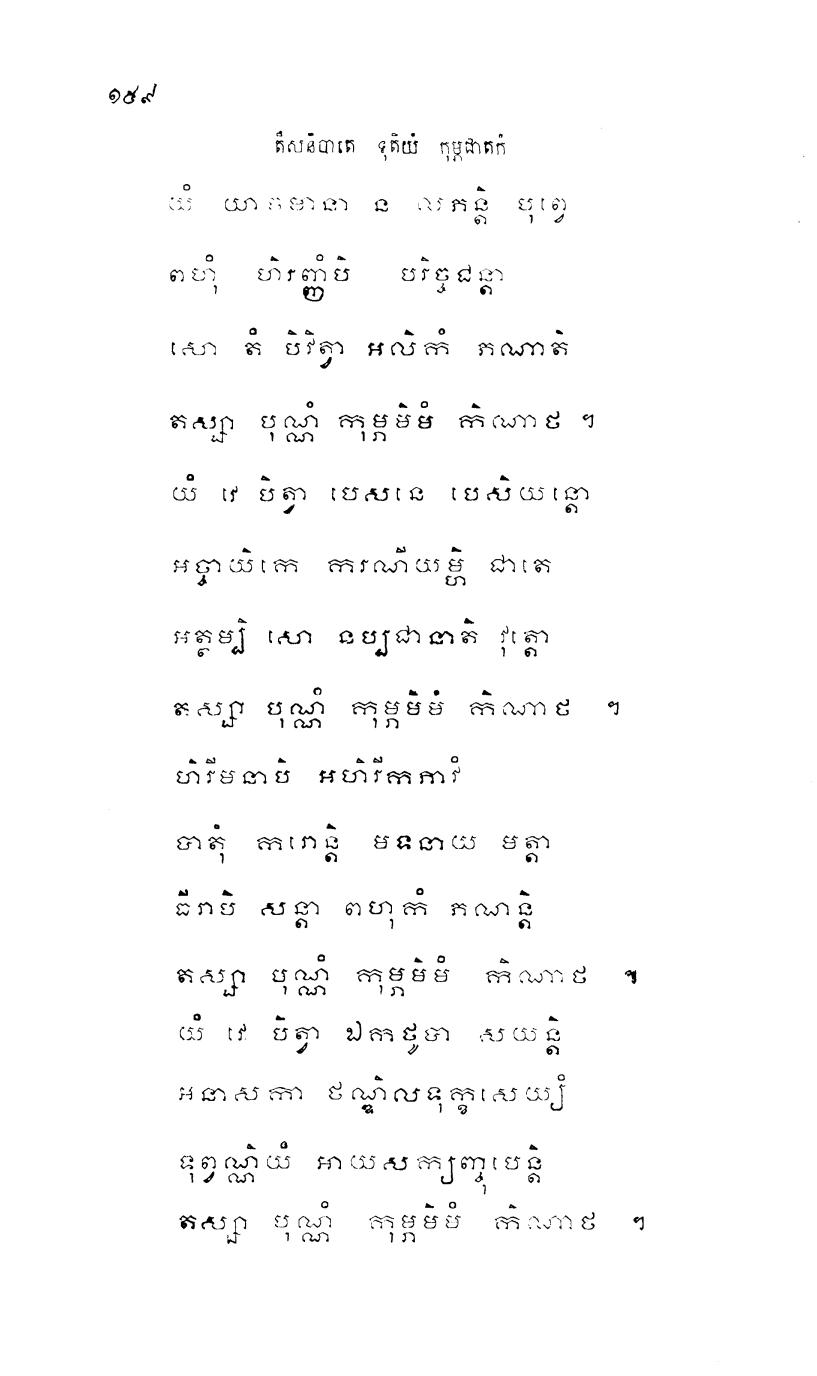 ១៥៩
តឹសនិបាតេ ទុតិយំ កុម្ភជាតកំ
យំ យាចមានា ន លភន្តិ បុព្វេ
ពហុំ ហិរញ្ញំបិ បរិច្ចជន្តា
សោ តំ បិវិត្វា អលិកំ ភណាតិ
តស្សា បុណ្ណំ កុម្ភមិមំ កិណាថ ។
យំ វេ បិត្វា បេសនេ បេសិយន្តោ
អច្ចាយិកេ ករណីយម្ហិ ជាតេ
អត្ថម្បិ សោ នប្បជានាតិ វុត្តោ
តស្សា បុណ្ណំ កុម្ភមិមំ កិណាថ ។
ហិរីមនាបិ អហិរីកភាវំ
បាតុំ ករោន្តិ មទនាយ មត្តា
ធីរាបិ សន្តា ពហុកំ ភណន្តិ
តស្សា បុណ្ណំ កុម្ភមិមំ កិណាថ ។
យំ វេ បិត្វា ឯកថូបា សយន្តិ
អនាសកា ថណ្ឌិលទុក្ខសេយ្យំ
ទុព្វណ្ណិយំ អាយសក្យញ្ចុបេន្តិ
តស្សា បុណ្ណំ កុម្ភមិមំ កិណាថ ។